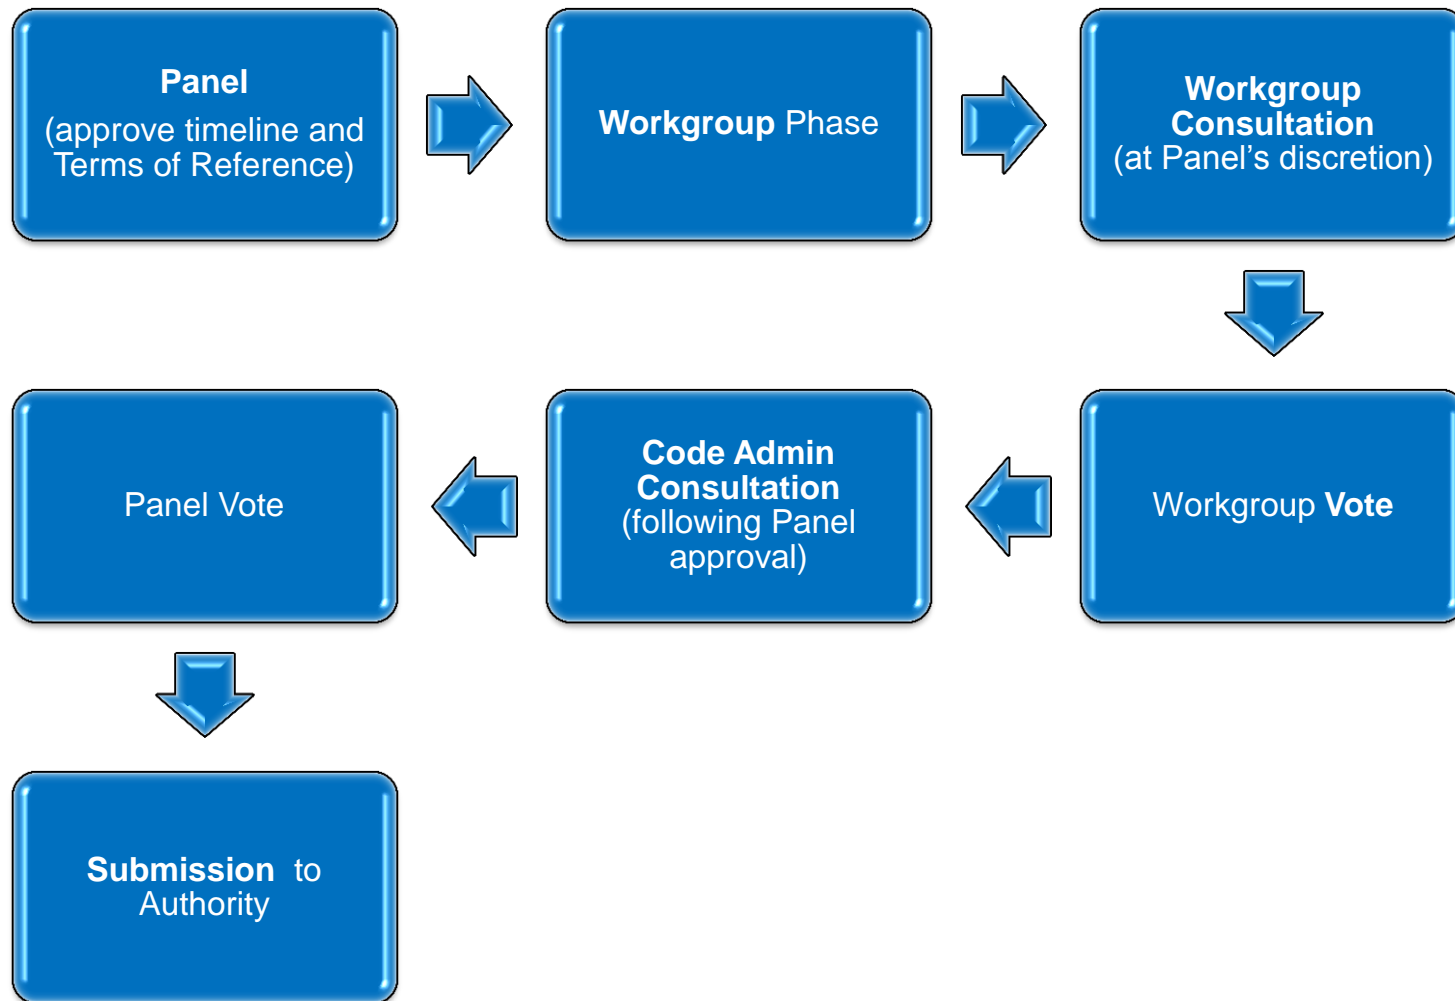 Panel
(approve timeline and
Terms of Reference)
Workgroup Phase
Workgroup
Consultation
(at Panel's discretion)
Workgroup Vote
Code Admin
Consultation
(following Panel
approval)
Panel Vote
Submission to
Authority